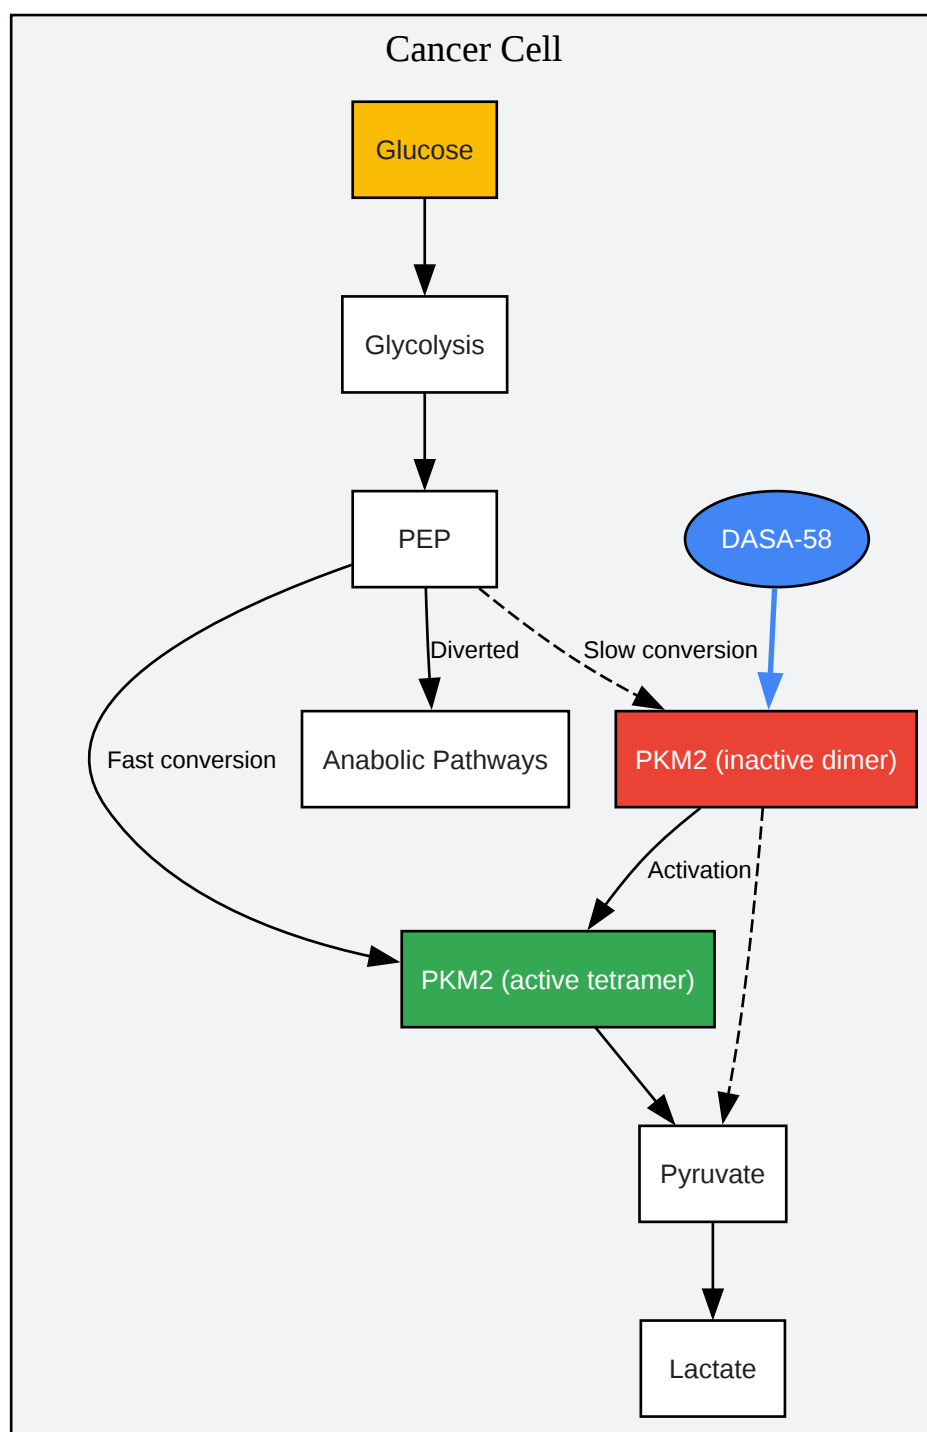 Cancer Cell
Glucose
Glycolysis
PEP
DASA-58
Diverted
Slow conversion
Fast conversion
Anabolic Pathways
PKM2 (inactive dimer)
Activation
PKM2 (active tetramer)
Pyruvate
Lactate